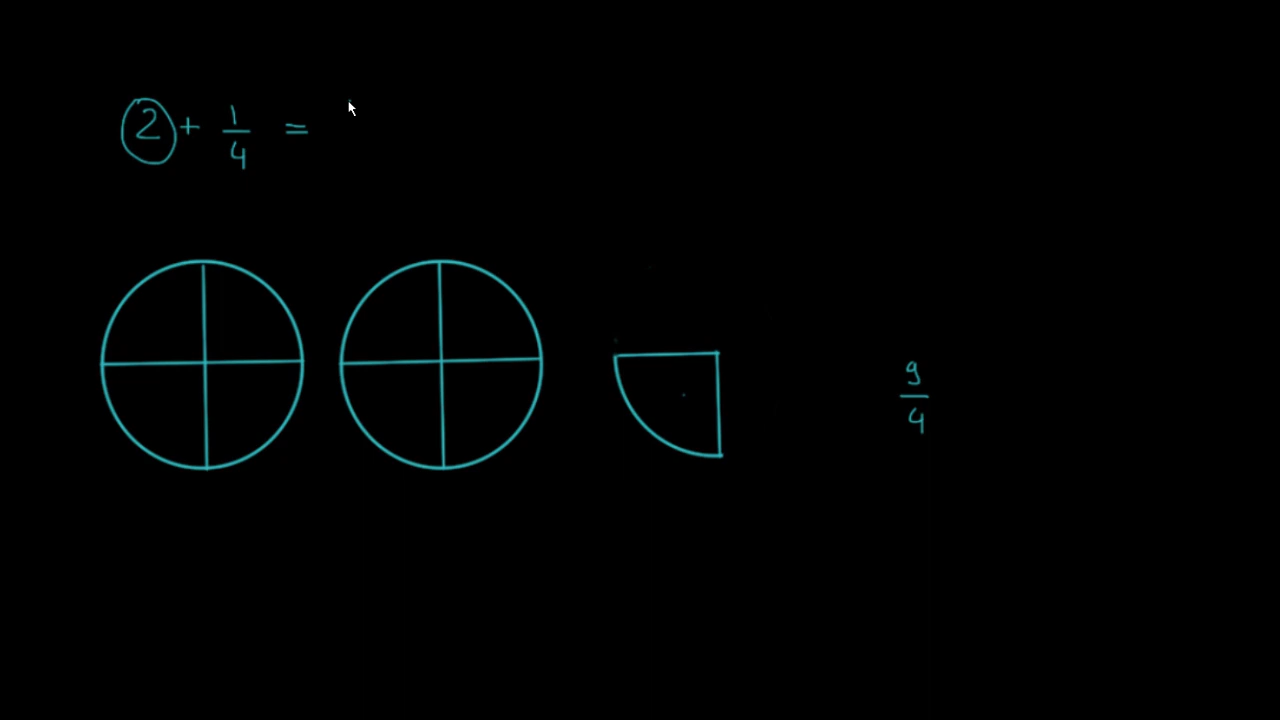 2 + 1/4 =
9/4